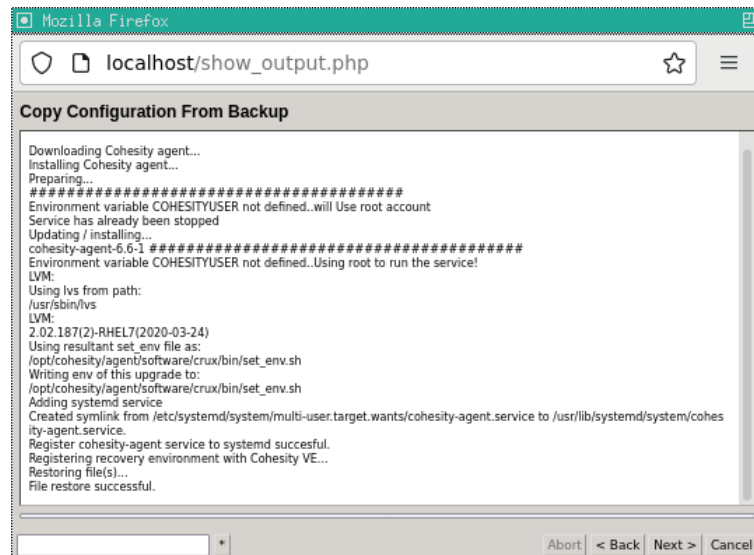 Mozilla Firefox
localhost/show_output.php
Copy Configuration From Backup
Downloading Cohesity agent...
Installing Cohesity agent...
Preparing...
########################################
Environment variable COHESITYUSER not defined..will Use root account
Service has already been stopped
Updating / installing...
cohesity-agent-6.6-1 ########################################
Environment variable COHESITYUSER not defined..Using root to run the service!
LVM:
Using lvs from path:
/usr/sbin/lvs
LVM:
2.02.187(2)-RHEL7(2020-03-24)
Using resultant set_env file as:
/opt/cohesity/agent/software/crux/bin/set_env.sh
Writing env of this upgrade to:
/opt/cohesity/agent/software/crux/bin/set_env.sh
Adding systemd service
Created symlink from /etc/systemd/system/multi-user.target.wants/cohesity-agent.service to /usr/lib/systemd/system/cohes
ity-agent.service.
Register cohesity-agent service to systemd succesful.
Registering recovery environment with Cohesity VE...
Restoring file(s)...
File restore successful.
* Abort < Back Next > Cancel